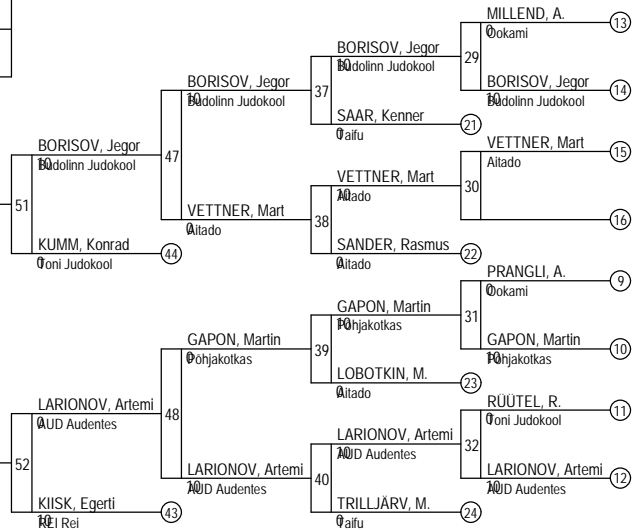 MILLEND, A.
0
Ookami
13
29
BORISOV, Jegor
10
Budolinn Judokool
BORISOV, Jegor
10
Budolinn Judokool
14
BORISOV, Jegor
10
Budolinn Judokool
37
SAAR, Kenner
0
Taifu
21
BORISOV, Jegor
10
Budolinn Judokool
47
VETTNER, Mart
Aitado
15
VETTNER, Mart
10
Aitado
30
16
51
VETTNER, Mart
0
Aitado
38
KUMM, Konrad
0
Toni Judokool
44
SANDER, Rasmus
0
Aitado
22
PRANGLI, A.
0
Ookami
9
GAPON, Martin
10
Põhjakotkas
31
GAPON, Martin
0
Põhjakotkas
39
GAPON, Martin
10
Põhjakotkas
10
LOBOTKIN, M.
0
Aitado
23
LARIONOV, Artemi
0
AUD Audentes
48
RÜÜTEL, R.
0
Toni Judokool
11
LARIONOV, Artemi
10
AUD Audentes
32
52
LARIONOV, Artemi
10
AUD Audentes
40
LARIONOV, Artemi
10
AUD Audentes
12
KIISK, Egerti
10
REI Rei
43
TRILLJÄRV, M.
0
Taifu
24